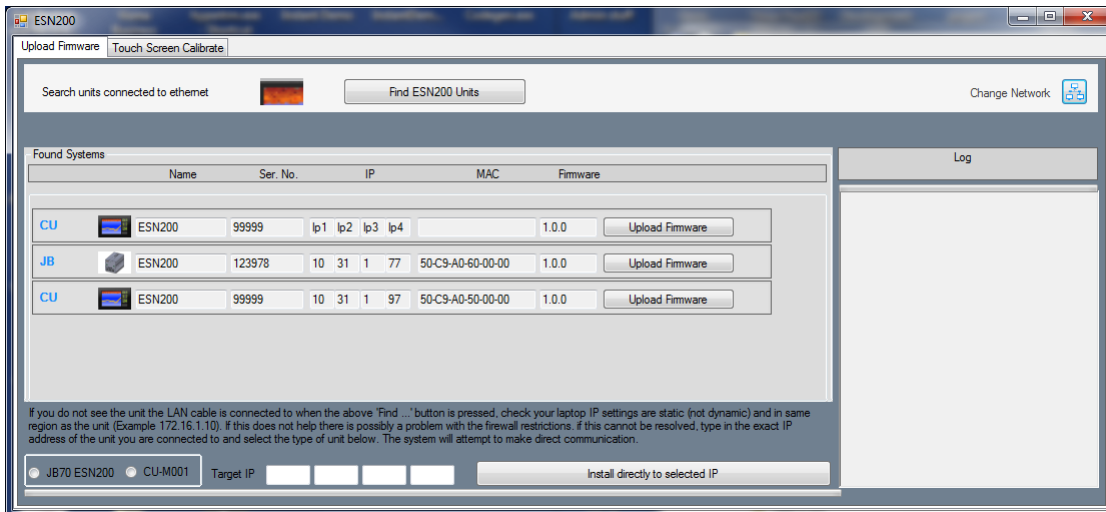 ESN200
Upload Firmware Touch Screen Calibrate
Search units connected to ethernet Find ESN200 Units Change Network
Found Systems
Name Ser. No. IP MAC Firmware
Log
CU ESN200 99999 Ip1 Ip2 Ip3 Ip4 1.0.0 Upload Firmware
JB ESN200 123978 10 31 1 77 50-C9-A0-60-00-00 1.0.0 Upload Firmware
CU ESN200 99999 10 31 1 97 50-C9-A0-50-00-00 1.0.0 Upload Firmware
If you do not see the unit the LAN cable is connected to when the above 'Find ...' button is pressed, check your laptop IP settings are static (not dynamic) and in same
region as the unit (Example 172.16.1.10). If this does not help there is possibly a problem with the firewall restrictions. if this cannot be resolved, type in the exact IP
address of the unit you are connected to and select the type of unit below. The system will attempt to make direct communication.
JB70 ESN200 CU-M001 Target IP Install directly to selected IP